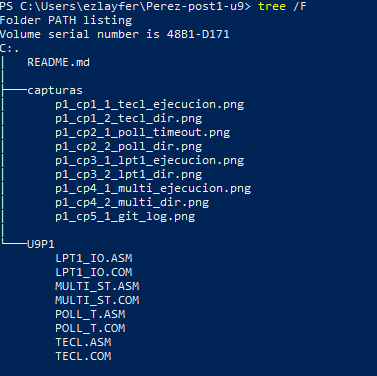 PS C:\Users\ezlayfer\Perez-post1-u9> tree /F
Folder PATH listing
Volume serial number is 48B1-D171
C:.
│   README.md
│
├───capturas
│       p1_cp1_1_tecl_ejecucion.png
│       p1_cp1_2_tecl_dir.png
│       p1_cp2_1_poll_timeout.png
│       p1_cp2_2_poll_dir.png
│       p1_cp3_1_lpt1_ejecucion.png
│       p1_cp3_2_lpt1_dir.png
│       p1_cp4_1_multi_ejecucion.png
│       p1_cp4_2_multi_dir.png
│       p1_cp5_1_git_log.png
│
└───U9P1
        LPT1_IO.ASM
        LPT1_IO.COM
        MULTI_ST.ASM
        MULTI_ST.COM
        POLL_T.ASM
        POLL_T.COM
        TECL.ASM
        TECL.COM